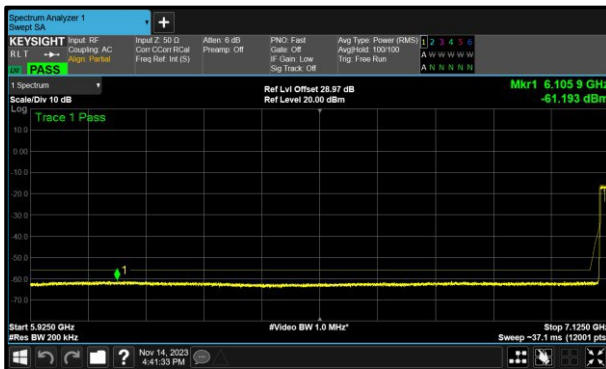 Spectrum Analyzer 1
Swept SA
KEYSIGHT
RLT
PASS
Input: RF
Coupling: AC
Align: Partial
Input Z: 50 Ω
Corr CCorr RCal
Freq Ref: Int (S)
Atten: 6 dB
Preamp: Off
PNO: Fast
Gate: Off
IF Gain: Low
Sig Track: Off
Avg Type: Power (RMS)
Avg|Hold: 100/100
Trig: Free Run
1 2 3 4 5 6
A W W W W W
A N N N N N
1 Spectrum
Scale/Div 10 dB
Ref Lvl Offset 28.97 dB
Ref Level 20.00 dBm
Mkr1 6.105 9 GHz
-61.193 dBm
Log
Trace 1 Pass
10.0
0.00
-10.0
-20.0
-30.0
-40.0
-50.0
-60.0
-70.0
1
Start 5.9250 GHz
#Res BW 200 kHz
#Video BW 1.0 MHz*
Stop 7.1250 GHz
Sweep ~37.1 ms (12001 pts)
?
Nov 14, 2023
4:41:33 PM